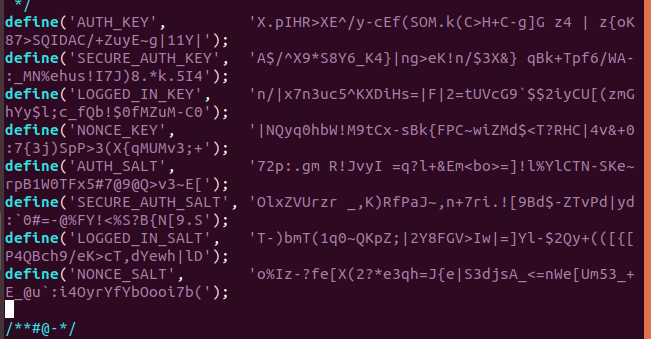 */
define('AUTH_KEY',         'X.pIHR>XE^/y-cEf(SOM.k(C>H+C-g]G z4 | z{oK
87>SQIDAC/+ZuyE~g|11Y|');
define('SECURE_AUTH_KEY',  'A$/^X9*S8Y6_K4}|ng>eK!n/$3X&} qBk+Tpf6/WA-
:_MN%ehus!I7J)8.*k.5I4');
define('LOGGED_IN_KEY',    'n/|x7n3uc5^KXDiHs=|F|2=tUVcG9`$$2iyCU[(zmG
hYy$l;c_fQb!$0fMZuM-C0');
define('NONCE_KEY',        '|NQyq0hbW!M9tCx-sBk{FPC~wiZMd$<T?RHC|4v&+0
:7{3j)SpP>3(X{qMUMv3;+');
define('AUTH_SALT',        '72p:.gm R!JvyI =q?l+&Em<bo>=]!l%YlCTN-SKe~
rpB1W0TFx5#7@9@Q>v3~E[');
define('SECURE_AUTH_SALT', 'OlxZVUrzr _,K)RfPaJ~,n+7ri.![9Bd$-ZTvPd|yd
:`0#=-@%FY!<%S?B{N[9.S');
define('LOGGED_IN_SALT',   'T-)bmT(1q0~QKpZ;|2Y8FGV>Iw|=]Yl-$2Qy+(([{[
P4QBch9/eK>cT,dYewh|lD');
define('NONCE_SALT',       'o%Iz-?fe[X(2?*e3qh=J{e|S3djsA_<=nWe[Um53_+
E_@u`:i4OyrYfYbOooi7b(');
/**#@-*/